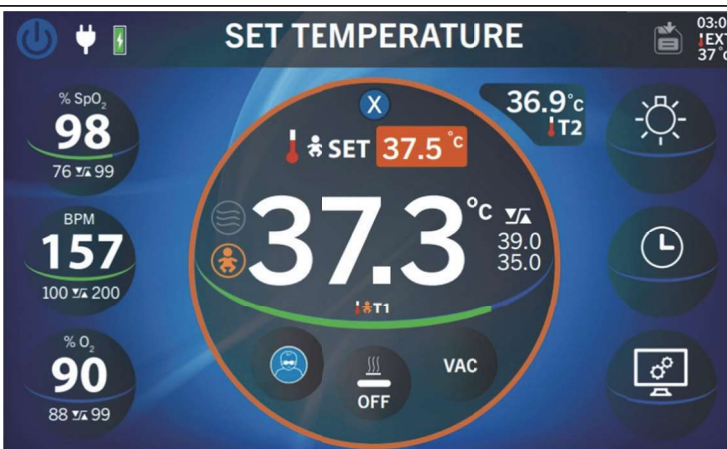 SET TEMPERATURE
03:0
EXT
37 °c
% SpO₂
98
76 99
BPM
157
100 200
% O₂
90
88 99
X
SET 37.5 °c
37.3 °c
39.0
35.0
T1
36.9°c
T2
OFF
VAC